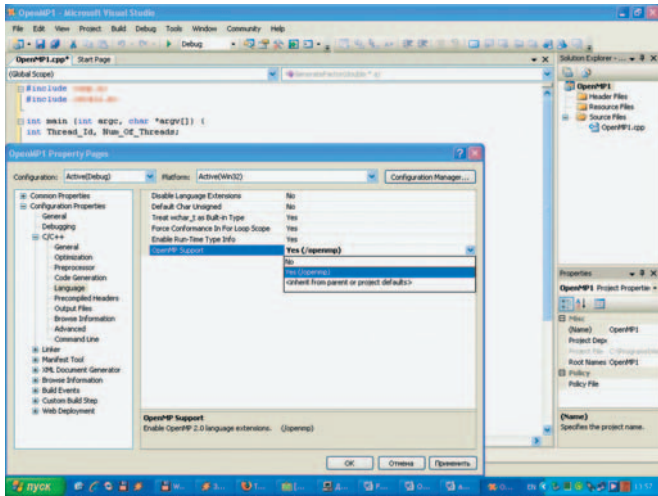 OpenMP1 - Microsoft Visual Studio
File Edit View Project Build Debug Tools Window Community Help
Debug
OpenMP1.cpp* Start Page
(Global Scope)
#include
#include
int main (int argc, char *argv[]) {
int Thread_Id, Num_Of_Threads;
Solution Explorer - ...
OpenMP1
Header Files
Resource Files
Source Files
OpenMP1.cpp
OpenMP1 Property Pages
Configuration: Active(Debug) Platform: Active(Win32) Configuration Manager...
Common Properties
Configuration Properties
General
Debugging
C/C++
General
Optimization
Preprocessor
Code Generation
Language
Precompiled Headers
Output Files
Browse Information
Advanced
Command Line
Linker
Manifest Tool
XML Document Generator
Browse Information
Build Events
Custom Build Step
Web Deployment
Disable Language Extensions No
Default Char Unsigned No
Treat wchar_t as Built-in Type Yes
Force Conformance In For Loop Scope Yes
Enable Run-Time Type Info Yes
OpenMP Support Yes (/openmp)
No
Yes (/openmp)
<inherit from parent or project defaults>
OpenMP Support
Enable OpenMP 2.0 language extensions. (/openmp)
OK Отмена Применить
Properties
OpenMP1 Project Propertie
Misc
(Name) OpenMP1
Project Depe
Project File
Root Names OpenMP1
Policy
Policy File
(Name)
Specifies the project name.
пуск
EN
13:57